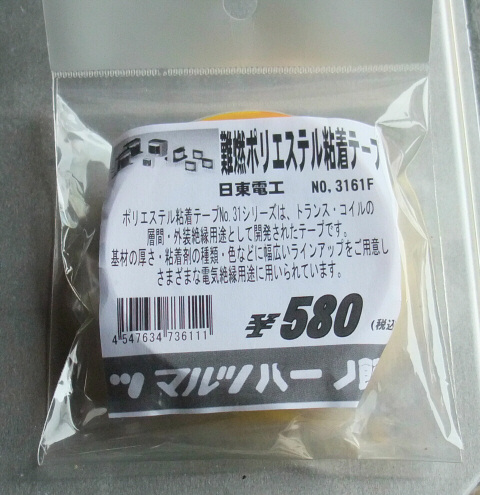 難燃ポリエステル粘着テープ
日東電工 NO.3161F
ポリエステル粘着テープNo.31シリーズは、トランス・コイルの
層間・外装絶縁用途として開発されたテープです。
基材の厚さ・粘着剤の種類・色などに幅広いラインアップをご用意し
さまざまな電気絶縁用途に用いられています。
¥580 (税込
4 547634 736111
ツ マルツ